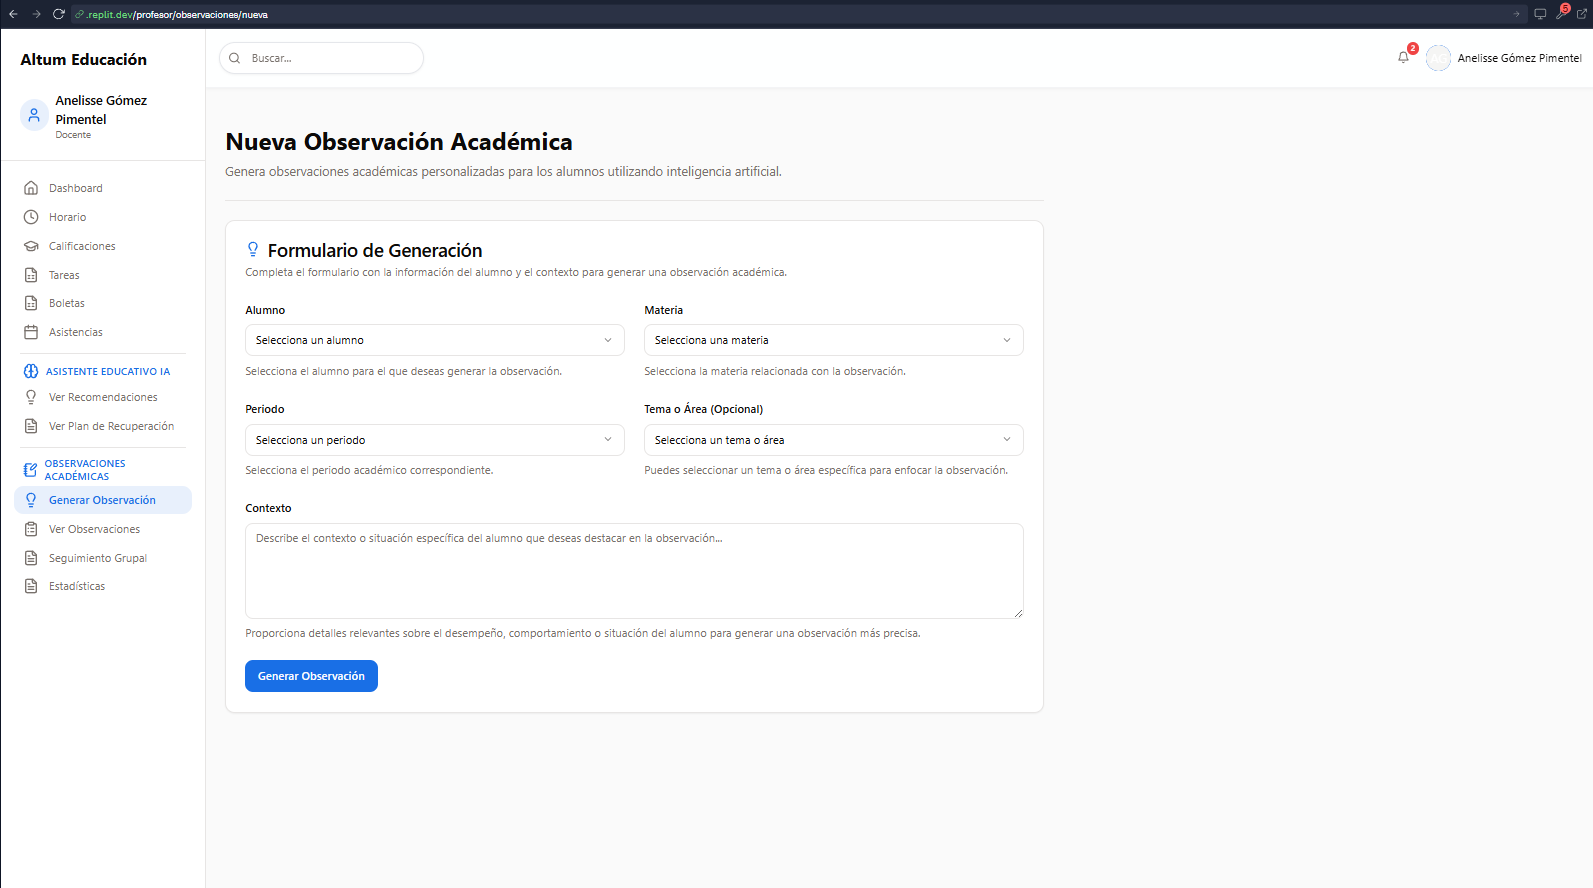 .replit.dev/profesor/observaciones/nueva
5
Altum Educación
Buscar...
2
Anelisse Gómez Pimentel
Anelisse Gómez
Pimentel
Docente
Dashboard
Horario
Calificaciones
Tareas
Boletas
Asistencias
ASISTENTE EDUCATIVO IA
Ver Recomendaciones
Ver Plan de Recuperación
OBSERVACIONES
ACADÉMICAS
Generar Observación
Ver Observaciones
Seguimiento Grupal
Estadísticas
Nueva Observación Académica
Genera observaciones académicas personalizadas para los alumnos utilizando inteligencia artificial.
Formulario de Generación
Completa el formulario con la información del alumno y el contexto para generar una observación académica.
Alumno
Selecciona un alumno
Selecciona el alumno para el que deseas generar la observación.
Materia
Selecciona una materia
Selecciona la materia relacionada con la observación.
Periodo
Selecciona un periodo
Selecciona el periodo académico correspondiente.
Tema o Área (Opcional)
Selecciona un tema o área
Puedes seleccionar un tema o área específica para enfocar la observación.
Contexto
Describe el contexto o situación específica del alumno que deseas destacar en la observación...
Proporciona detalles relevantes sobre el desempeño, comportamiento o situación del alumno para generar una observación más precisa.
Generar Observación